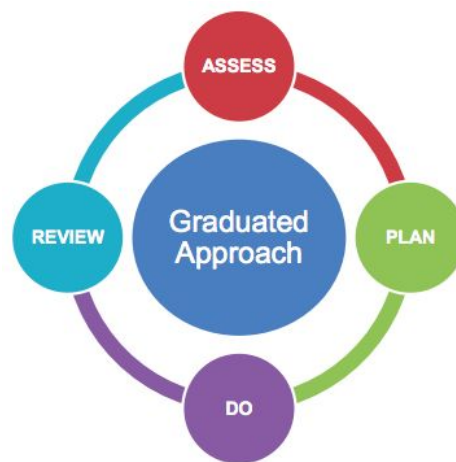 ASSESS
Graduated
Approach
REVIEW
PLAN
DO